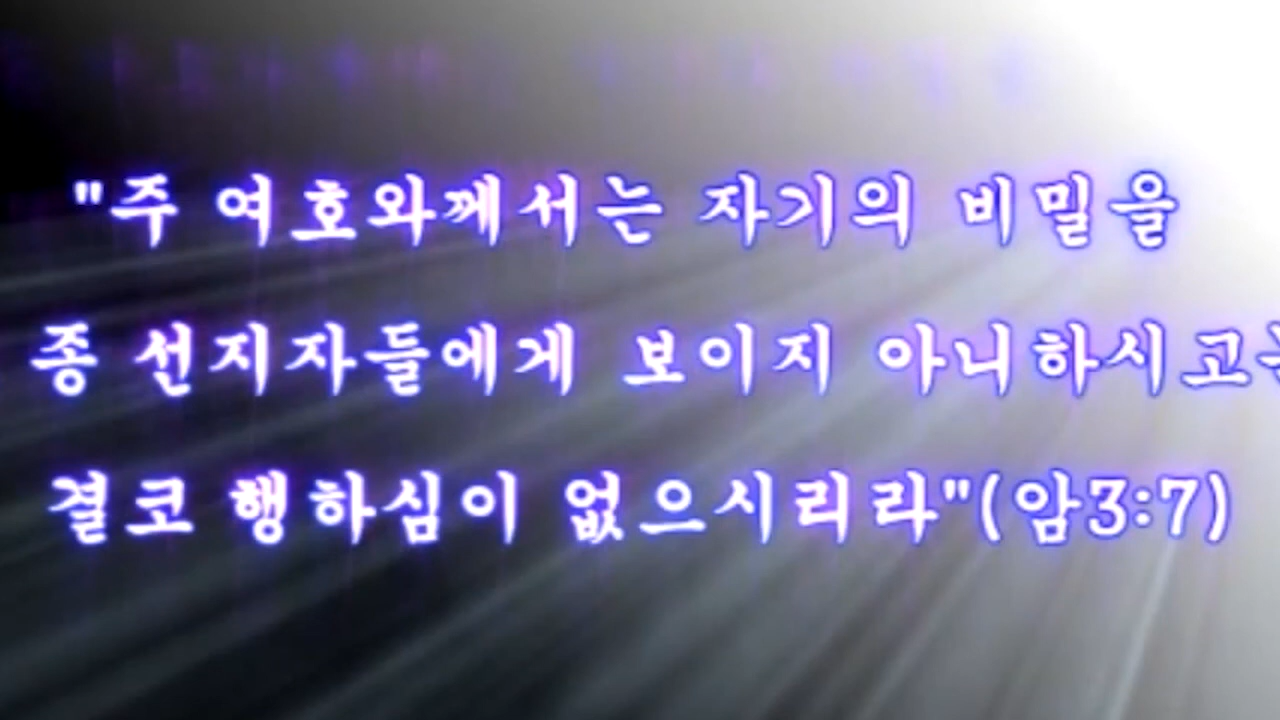 "주 여호와께서는 자기의 비밀을
종 선지자들에게 보이지 아니하시고
결코 행하심이 없으시리라"(암3:7)